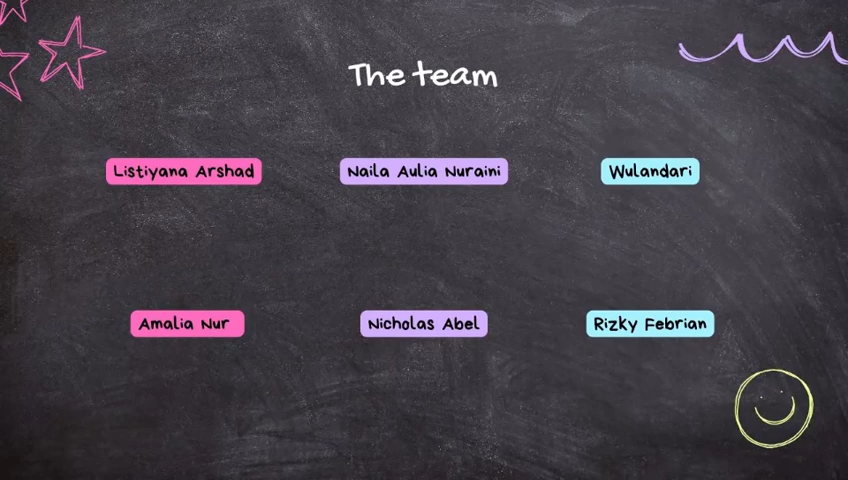 The team
Listiyana Arshad
Naila Aulia Nuraini
Wulandari
Amalia Nur
Nicholas Abel
Rizky Febrian